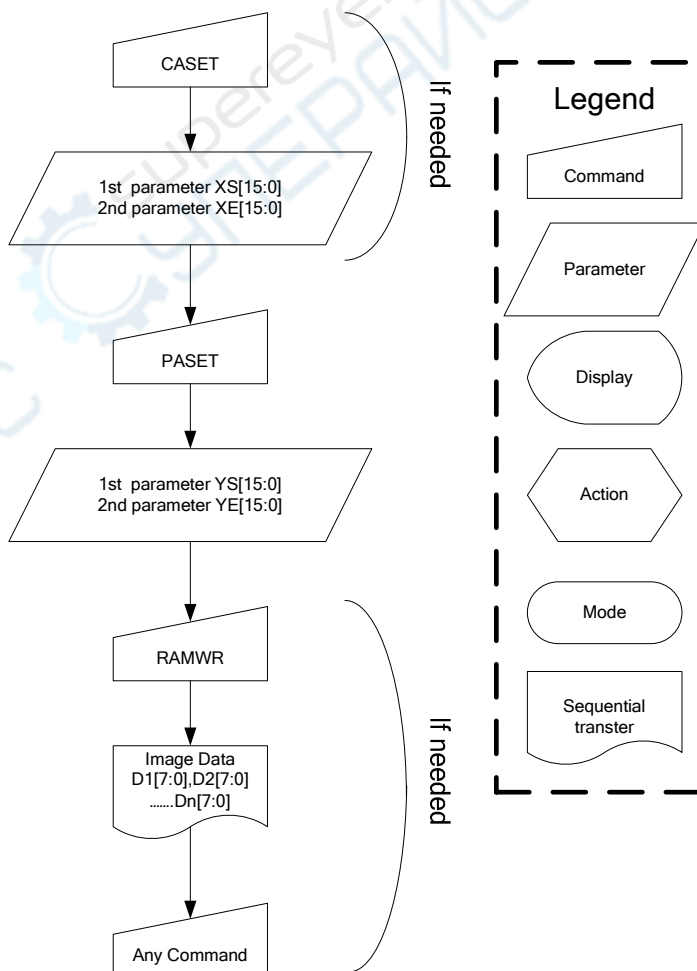 CASET
1st parameter XS[15:0]
2nd parameter XE[15:0]
If needed
PASET
1st parameter YS[15:0]
2nd parameter YE[15:0]
RAMWR
Image Data
D1[7:0],D2[7:0]
.......Dn[7:0]
Any Command
If needed
Legend
Command
Parameter
Display
Action
Mode
Sequential
transter
supereyes
СУПЕРАЙС